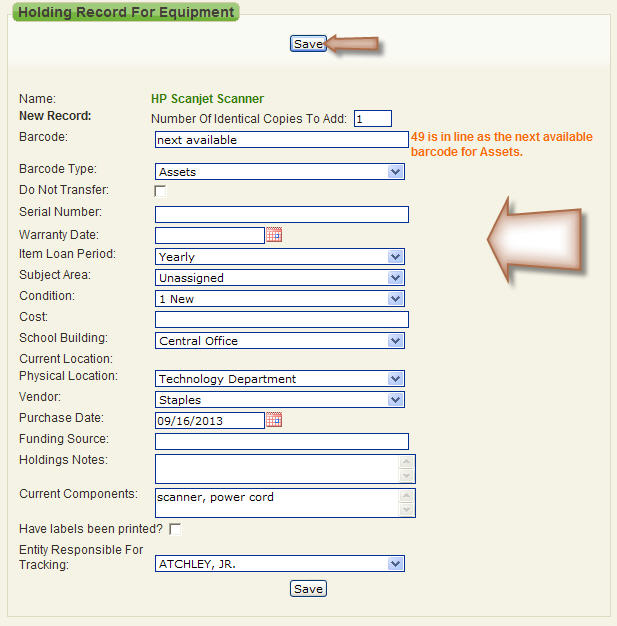 Holding Record For Equipment
Save
Name: HP Scanjet Scanner
New Record: Number Of Identical Copies To Add: 1
Barcode: next available 49 is in line as the next available
barcode for Assets.
Barcode Type: Assets
Do Not Transfer:
Serial Number:
Warranty Date:
Item Loan Period: Yearly
Subject Area: Unassigned
Condition: 1 New
Cost:
School Building: Central Office
Current Location:
Physical Location: Technology Department
Vendor: Staples
Purchase Date: 09/16/2013
Funding Source:
Holdings Notes:
Current Components: scanner, power cord
Have labels been printed?
Entity Responsible For
Tracking: ATCHLEY, JR.
Save